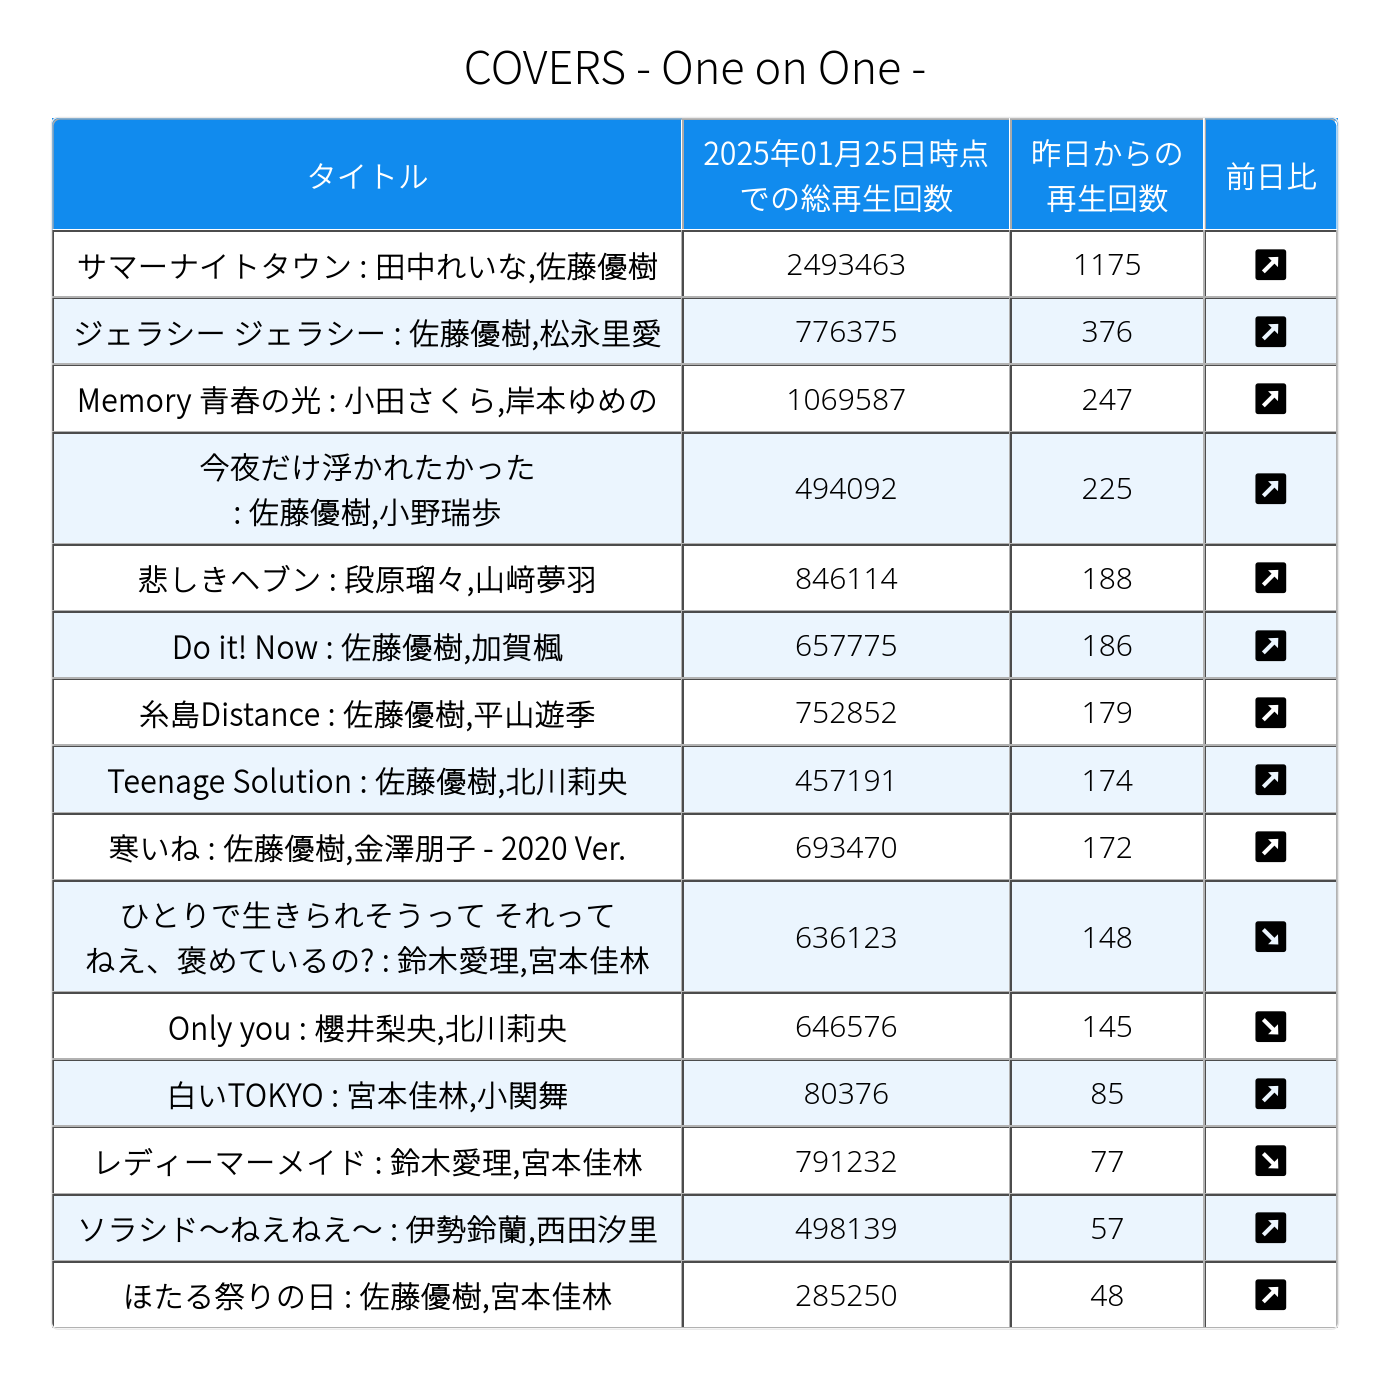 COVERS - One on One -
タイトル 2025年01月25日時点 昨日からの 前日比
での総再生回数 再生回数
サマーナイトタウン : 田中れいな,佐藤優樹 2493463 1175
ジェラシー ジェラシー : 佐藤優樹,松永里愛 776375 376
Memory 青春の光 : 小田さくら,岸本ゆめの 1069587 247
今夜だけ浮かれたかった
: 佐藤優樹,小野瑞歩 494092 225
悲しきヘブン : 段原瑠々,山﨑夢羽 846114 188
Do it! Now : 佐藤優樹,加賀楓 657775 186
糸島Distance : 佐藤優樹,平山遊季 752852 179
Teenage Solution : 佐藤優樹,北川莉央 457191 174
寒いね : 佐藤優樹,金澤朋子 - 2020 Ver. 693470 172
ひとりで生きられそうって それって
ねえ、褒めているの? : 鈴木愛理,宮本佳林 636123 148
Only you : 櫻井梨央,北川莉央 646576 145
白いTOKYO : 宮本佳林,小関舞 80376 85
レディーマーメイド : 鈴木愛理,宮本佳林 791232 77
ソラシド〜ねえねえ〜 : 伊勢鈴蘭,西田汐里 498139 57
ほたる祭りの日 : 佐藤優樹,宮本佳林 285250 48